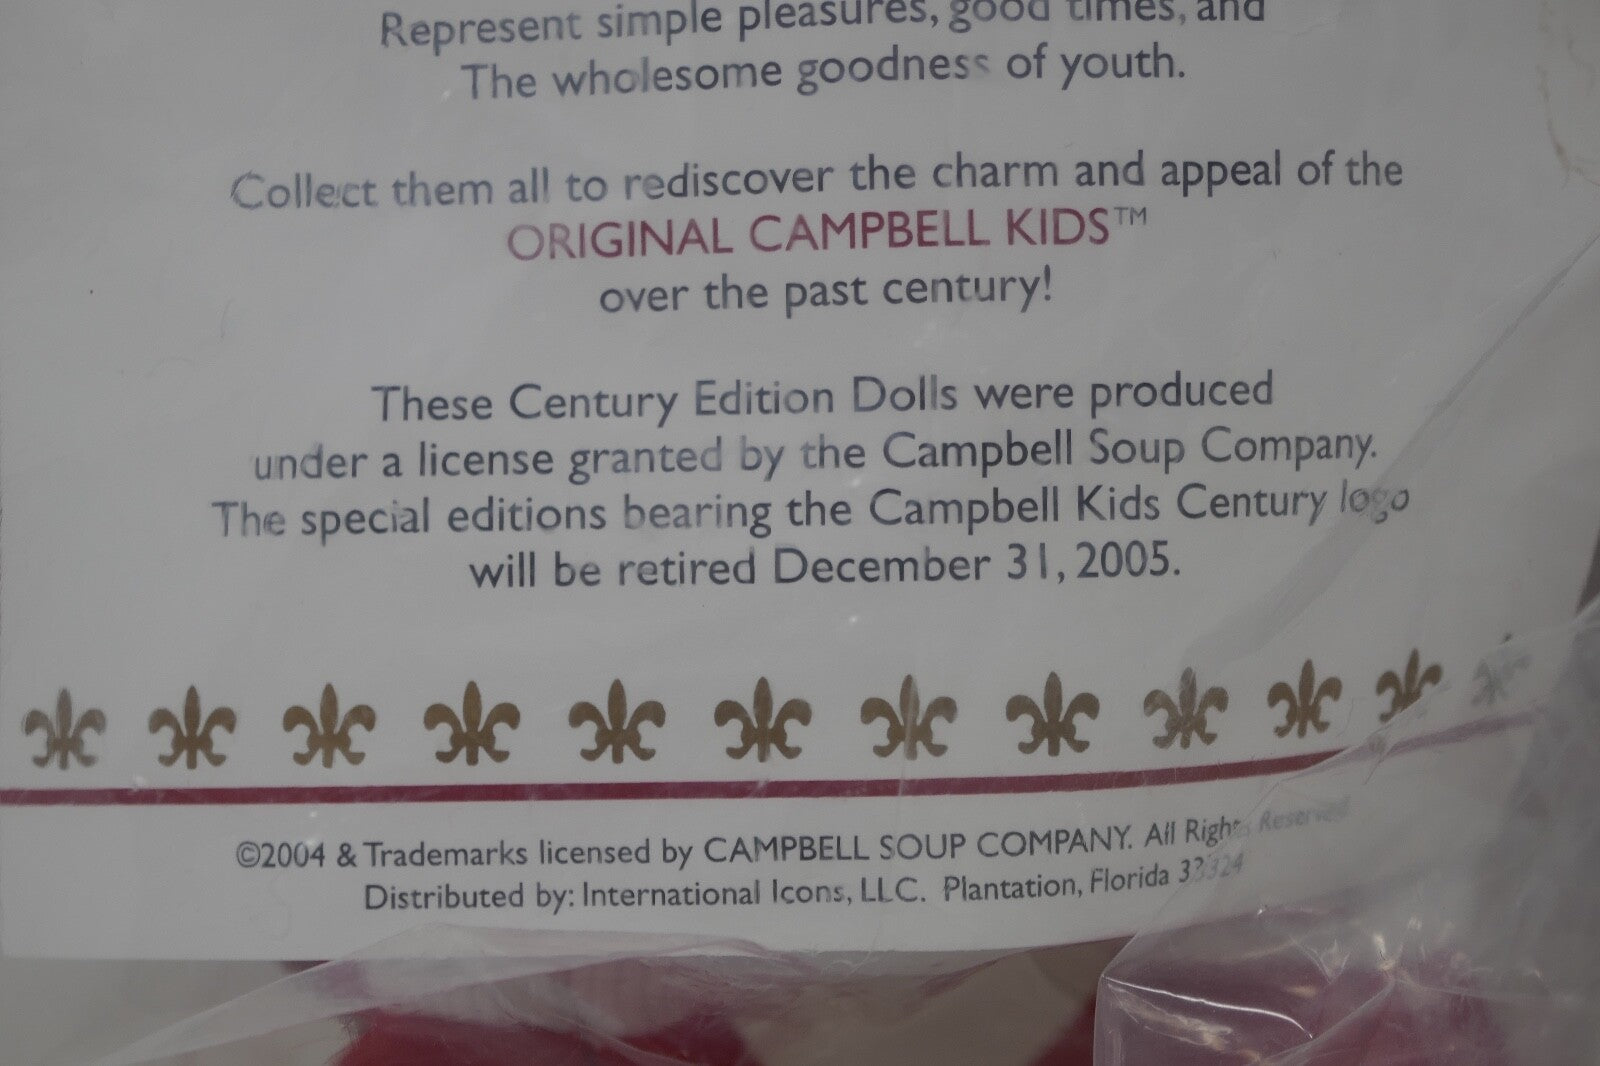 Represent simple pleasures, good times, and
The wholesome goodness of youth.
Collect them all to rediscover the charm and appeal of the
ORIGINAL CAMPBELL KIDS™
over the past century!
These Century Edition Dolls were produced
under a license granted by the Campbell Soup Company.
The special editions bearing the Campbell Kids Century logo
will be retired December 31, 2005.
©2004 & Trademarks licensed by CAMPBELL SOUP COMPANY. All Rights Reserved
Distributed by: International Icons, LLC. Plantation, Florida 33324